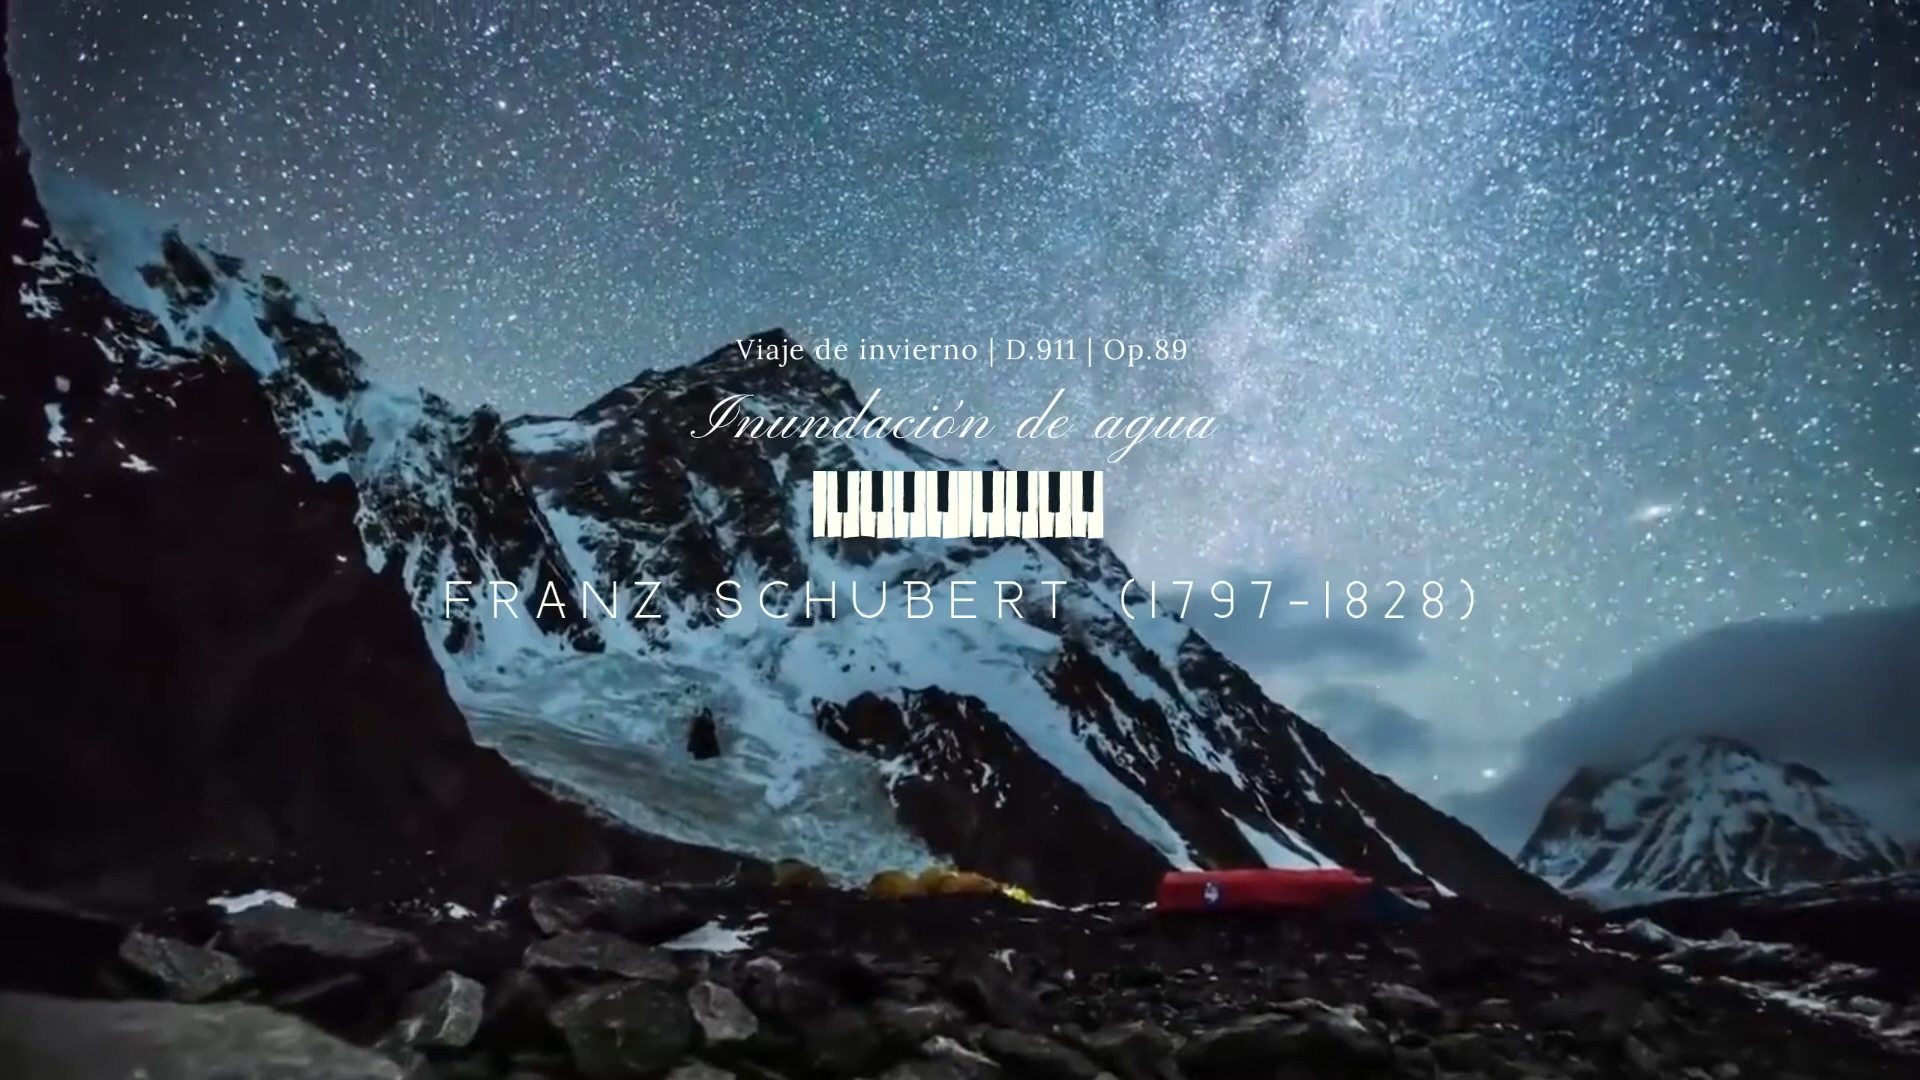 Viaje de invierno | D.911 | Op.89
Inundación de agua
FRANZ SCHUBERT (1797-1828)